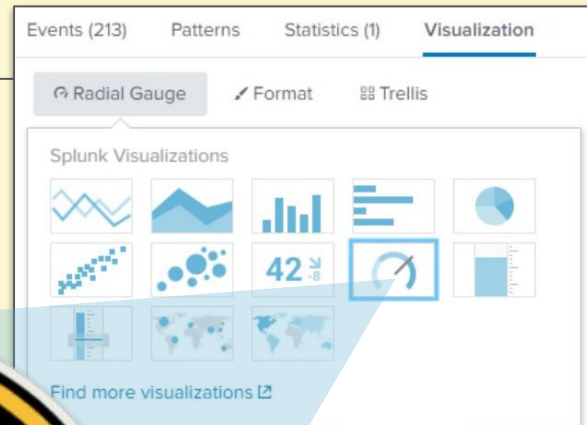 Events (213) Patterns Statistics (1) Visualization
Radial Gauge Format Trellis
Splunk Visualizations
42 -8
Find more visualizations